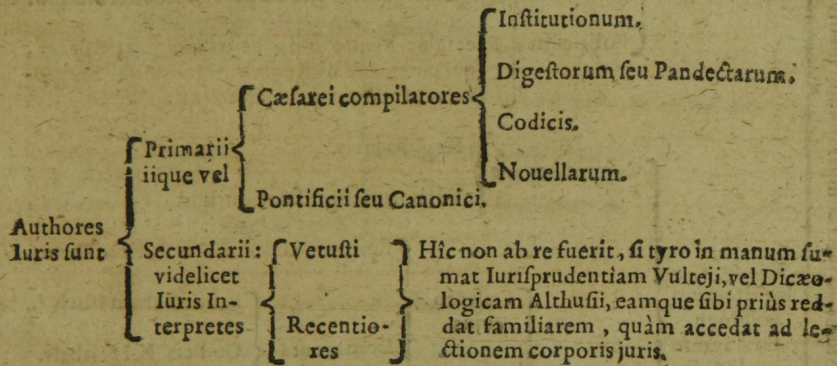 Authores
Iuris sunt
Primarii
iique vel
Cæsarei compilatores
Institutionum.
Digestorum seu Pandectarum.
Codicis.
Nouellarum.
Pontificii seu Canonici.
Secundarii:
videlicet
Iuris In-
terpretes
Vetusti
Recentio-
res
Hîc non ab re fuerit, si tyro in manum su-
mat Iurisprudentiam Vulteji, vel Dicæo-
logicam Althusii, eamque sibi priùs red-
dat familiarem, quàm accedat ad le-
ctionem corporis juris.